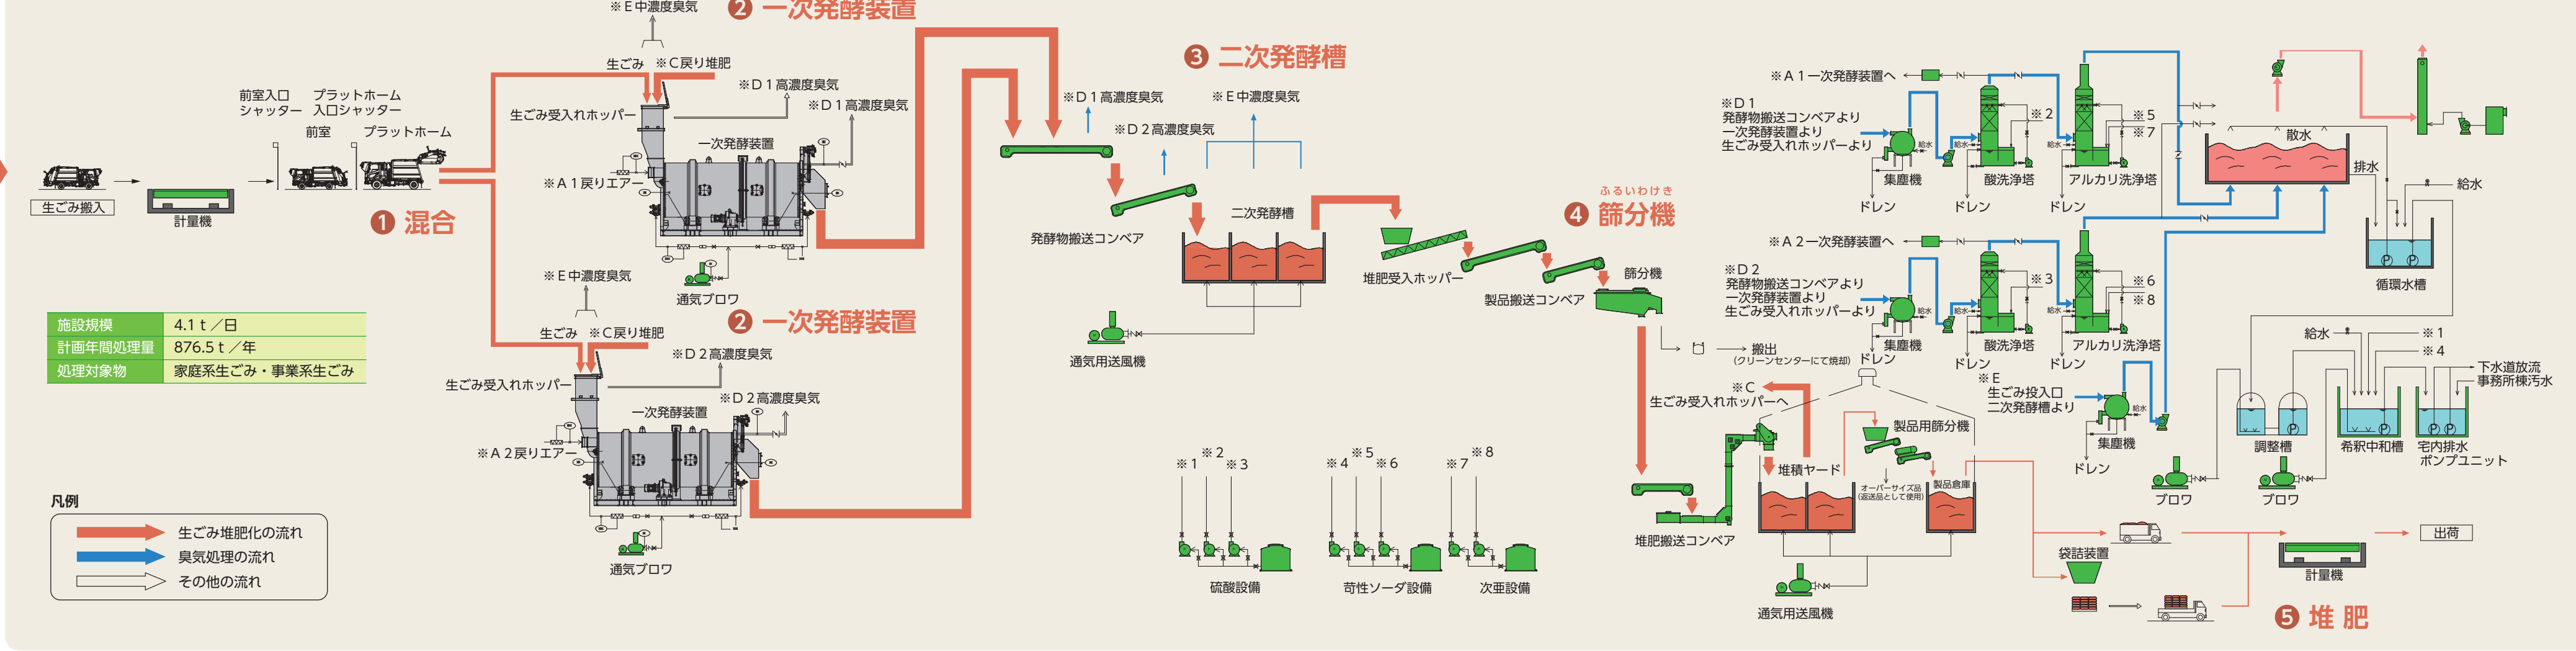 ※Ｅ中濃度臭気
❷ 一次発酵装置
生ごみ
※Ｃ戻り堆肥
※Ｄ１高濃度臭気
※Ｄ１高濃度臭気
生ごみ受入れホッパー
一次発酵装置
※Ａ１戻りエアー
通気ブロワ
前室入口
シャッター
プラットホーム
入口シャッター
前室
プラットホーム
生ごみ搬入
計量機
❶ 混合
※Ｅ中濃度臭気
❷ 一次発酵装置
生ごみ
※Ｃ戻り堆肥
※Ｄ２高濃度臭気
生ごみ受入れホッパー
※Ｄ２高濃度臭気
一次発酵装置
※Ａ２戻りエアー
通気ブロワ
施設規模 4.1ｔ／日
計画年間処理量 876.5ｔ／年
処理対象物 家庭系生ごみ・事業系生ごみ
凡例
生ごみ堆肥化の流れ
臭気処理の流れ
その他の流れ
❸ 二次発酵槽
※Ｄ１高濃度臭気
※Ｅ中濃度臭気
※Ｄ２高濃度臭気
発酵物搬送コンベア
二次発酵槽
通気用送風機
堆肥受入ホッパー
製品搬送コンベア
ふるいわけき
❹ 篩分機
篩分機
搬出
（クリーンセンターにて焼却）
※１
※２
※３
硫酸設備
※４
※５
※６
苛性ソーダ設備
※７
※８
次亜設備
※Ｃ
生ごみ受入れホッパーへ
堆肥搬送コンベア
堆積ヤード
製品用篩分機
オーバーサイズ品
（返送品として使用）
製品倉庫
通気用送風機
※Ａ１一次発酵装置へ
※Ｄ１
発酵物搬送コンベアより
一次発酵装置より
生ごみ受入れホッパーより
給水
集塵機
ドレン
給水
※２
酸洗浄塔
ドレン
給水
※５
※７
アルカリ洗浄塔
ドレン
※Ａ２一次発酵装置へ
※Ｄ２
発酵物搬送コンベアより
一次発酵装置より
生ごみ受入れホッパーより
給水
集塵機
ドレン
給水
※３
酸洗浄塔
ドレン
給水
※６
※８
アルカリ洗浄塔
ドレン
※Ｅ
生ごみ投入口
二次発酵槽より
給水
集塵機
ドレン
散水
排水
給水
循環水槽
給水
※１
※４
下水道放流
事務所棟汚水
調整槽
希釈中和槽
宅内排水
ポンプユニット
ブロワ
ブロワ
袋詰装置
計量機
出荷
❺ 堆 肥